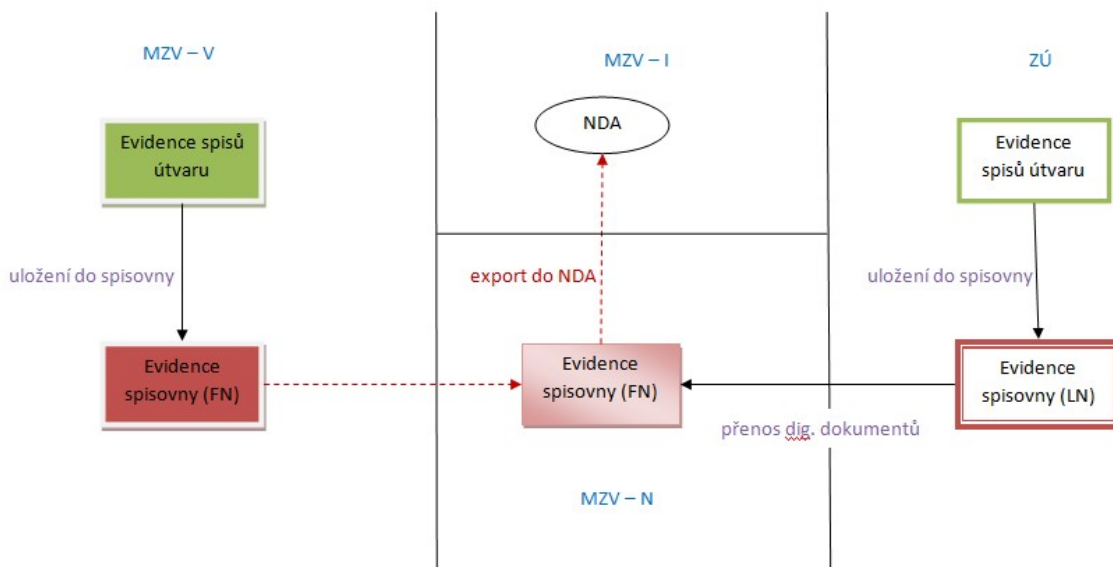 MZV – V
MZV – I
ZÚ
Evidence spisů
útvaru
NDA
Evidence
spisů útvaru
uložení do spisovny
export do NDA
uložení do spisovny
Evidence
spisovny (FN)
Evidence
spisovny (FN)
Evidence
spisovny (LN)
přenos dig. dokumentů
MZV – N